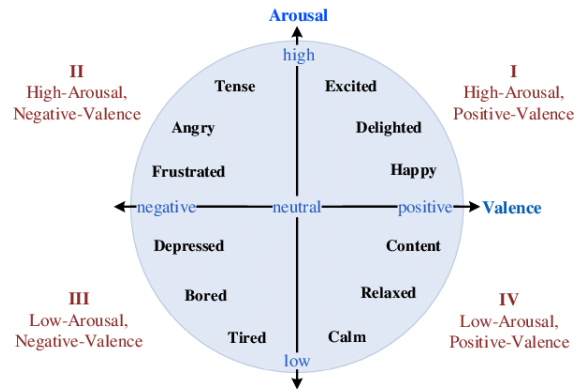 Arousal
high
II
High-Arousal,
Negative-Valence
I
High-Arousal,
Positive-Valence
Tense
Excited
Angry
Delighted
Frustrated
Happy
negative
neutral
positive
Valence
Depressed
Content
Bored
Relaxed
III
Low-Arousal,
Negative-Valence
IV
Low-Arousal,
Positive-Valence
Tired
Calm
low